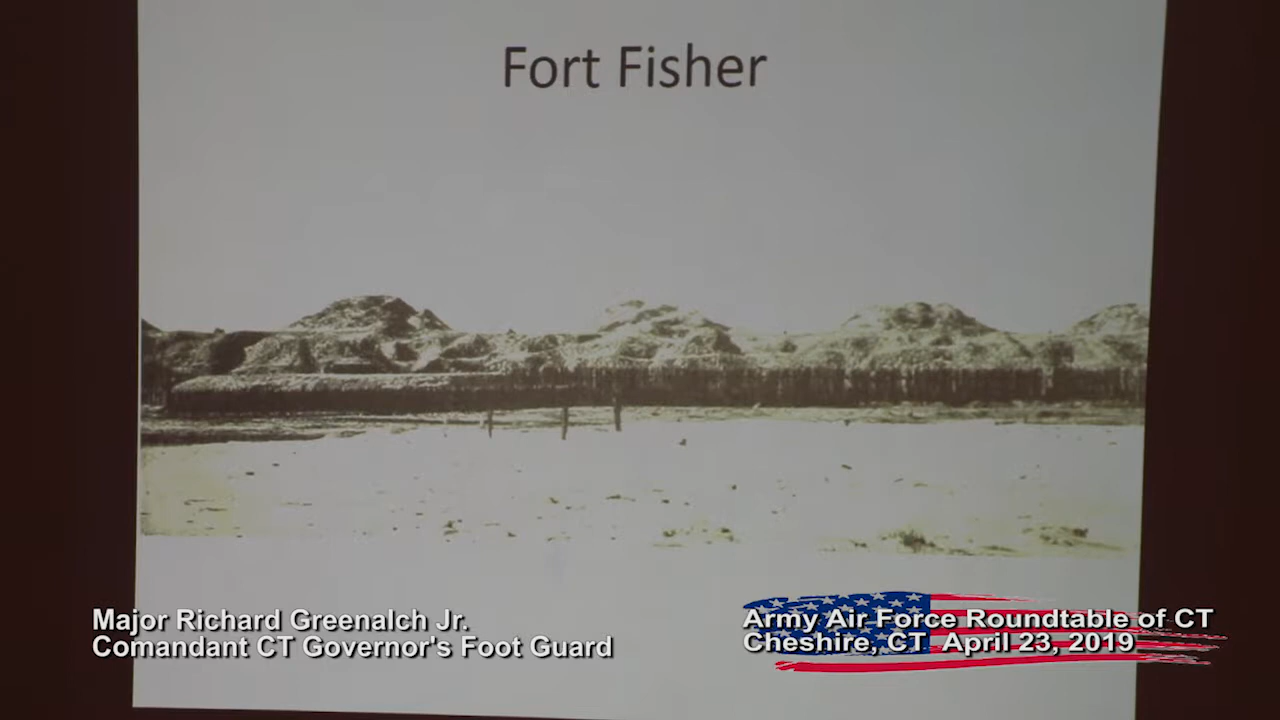 Fort Fisher
Major Richard Greenalch Jr.
Comandant CT Governor's Foot Guard
Army Air Force Roundtable of CT
Cheshire, CT  April 23, 2019